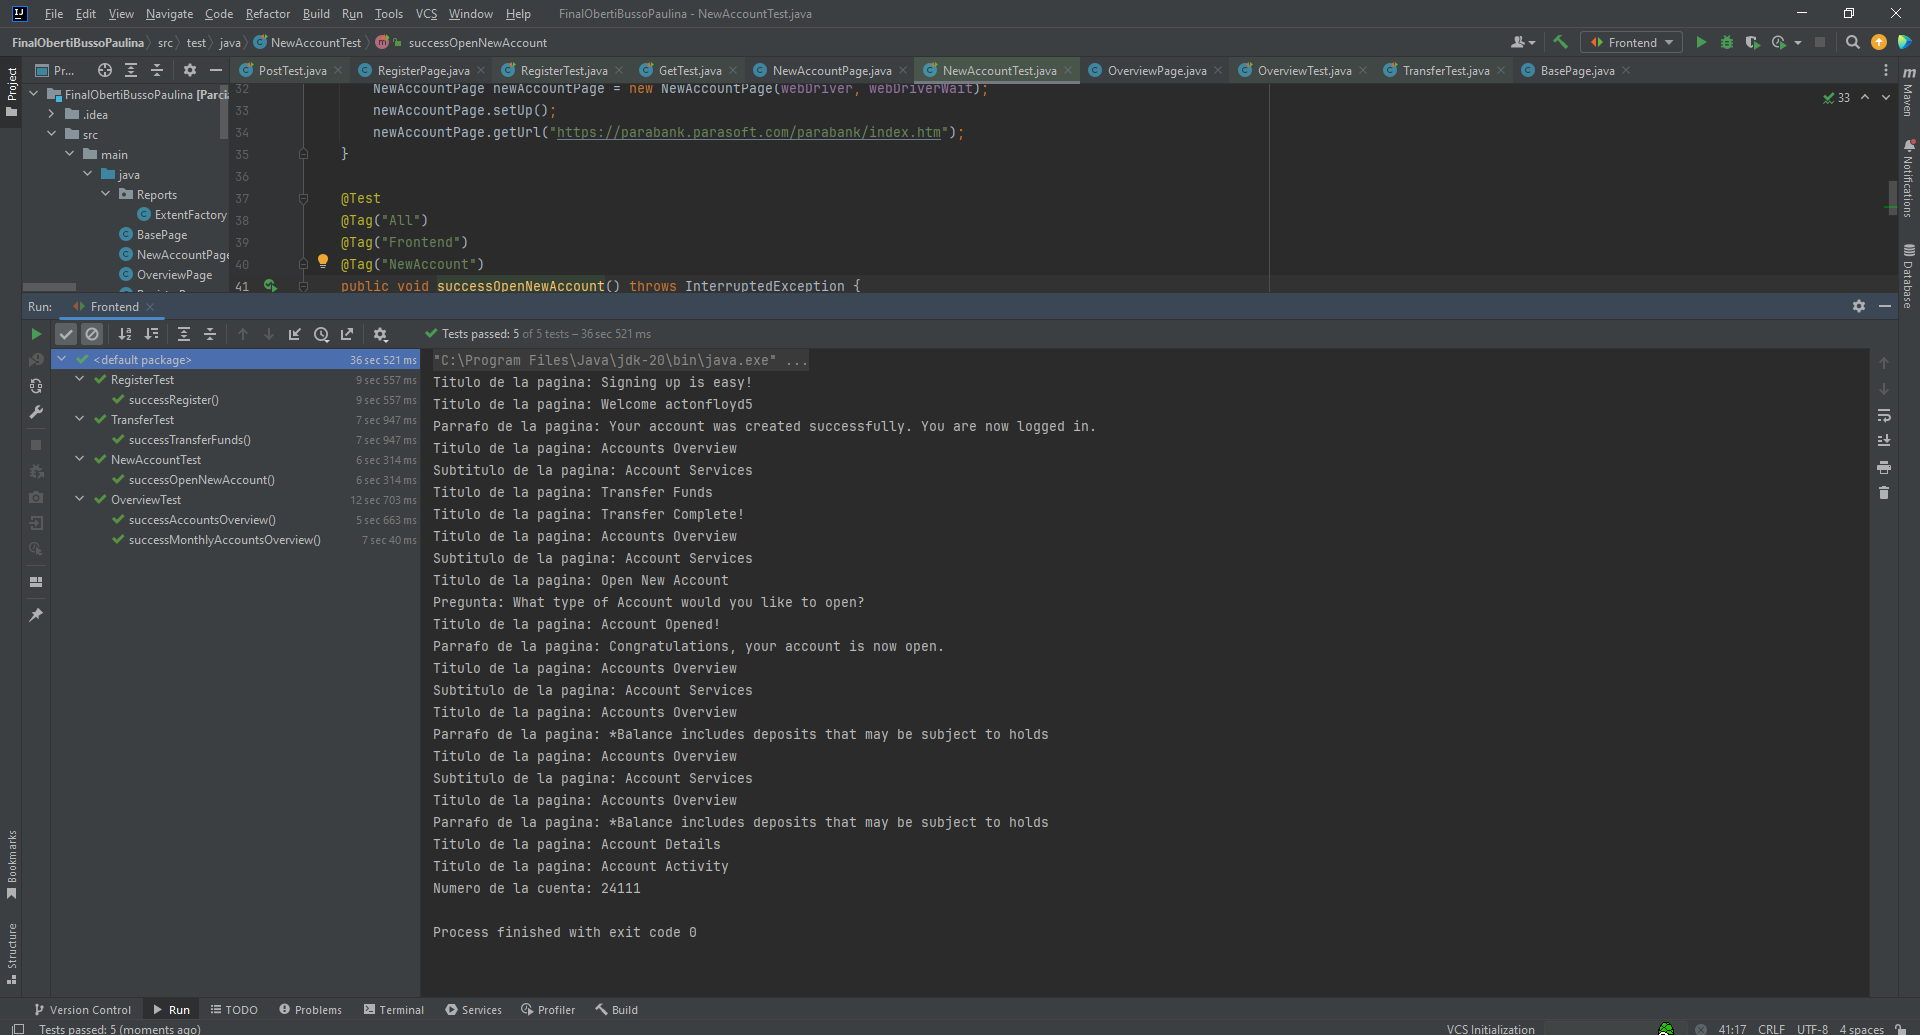 File Edit View Navigate Code Refactor Build Run Tools VCS Window Help FinalObertiBussoPaulina - NewAccountTest.java
FinalObertiBussoPaulina src test java NewAccountTest successOpenNewAccount Frontend
Project Pr... PostTest.java RegisterPage.java RegisterTest.java GetTest.java NewAccountPage.java NewAccountTest.java OverviewPage.java OverviewTest.java TransferTest.java BasePage.java
FinalObertiBussoPaulina [Parci
.idea
src
main
java
Reports
ExtentFactory
BasePage
NewAccountPage
OverviewPage
32 NewAccountPage newAccountPage = new NewAccountPage(webDriver, webDriverWait);
33 newAccountPage.setUp();
34 newAccountPage.getUrl("https://parabank.parasoft.com/parabank/index.htm");
35 }
36
37 @Test
38 @Tag("All")
39 @Tag("Frontend")
40 @Tag("NewAccount")
41 public void successOpenNewAccount() throws InterruptedException {
33
Maven
Notifications
Database
Run: Frontend
Tests passed: 5 of 5 tests – 36 sec 521 ms
<default package> 36 sec 521 ms
RegisterTest 9 sec 557 ms
successRegister() 9 sec 557 ms
TransferTest 7 sec 947 ms
successTransferFunds() 7 sec 947 ms
NewAccountTest 6 sec 314 ms
successOpenNewAccount() 6 sec 314 ms
OverviewTest 12 sec 703 ms
successAccountsOverview() 5 sec 663 ms
successMonthlyAccountsOverview() 7 sec 40 ms
"C:\Program Files\Java\jdk-20\bin\java.exe" ...
Titulo de la pagina: Signing up is easy!
Titulo de la pagina: Welcome actonfloyd5
Parrafo de la pagina: Your account was created successfully. You are now logged in.
Titulo de la pagina: Accounts Overview
Subtitulo de la pagina: Account Services
Titulo de la pagina: Transfer Funds
Titulo de la pagina: Transfer Complete!
Titulo de la pagina: Accounts Overview
Subtitulo de la pagina: Account Services
Titulo de la pagina: Open New Account
Pregunta: What type of Account would you like to open?
Titulo de la pagina: Account Opened!
Parrafo de la pagina: Congratulations, your account is now open.
Titulo de la pagina: Accounts Overview
Subtitulo de la pagina: Account Services
Titulo de la pagina: Accounts Overview
Parrafo de la pagina: *Balance includes deposits that may be subject to holds
Titulo de la pagina: Accounts Overview
Subtitulo de la pagina: Account Services
Titulo de la pagina: Accounts Overview
Parrafo de la pagina: *Balance includes deposits that may be subject to holds
Titulo de la pagina: Account Details
Titulo de la pagina: Account Activity
Numero de la cuenta: 24111
Process finished with exit code 0
Bookmarks
Structure
Version Control Run TODO Problems Terminal Services Profiler Build
Tests passed: 5 (moments ago) VCS Initialization 41:17 CRLF UTF-8 4 spaces